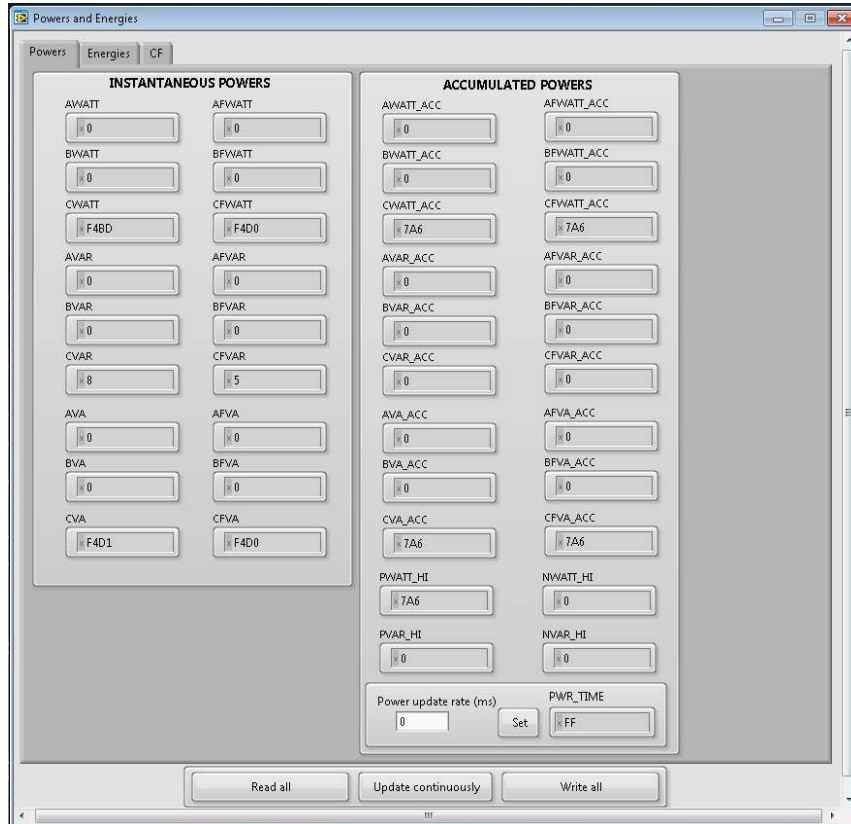 Powers and Energies
Powers Energies CF
INSTANTANEOUS POWERS
AWATT AFWATT
x 0 x 0
BWATT BFWATT
x 0 x 0
CWATT CFWATT
x F4BD x F4D0
AVAR AFVAR
x 0 x 0
BVAR BFVAR
x 0 x 0
CVAR CFVAR
x 8 x 5
AVA AFVA
x 0 x 0
BVA BFVA
x 0 x 0
CVA CFVA
x F4D1 x F4D0
ACCUMULATED POWERS
AWATT_ACC AFWATT_ACC
x 0 x 0
BWATT_ACC BFWATT_ACC
x 0 x 0
CWATT_ACC CFWATT_ACC
x 7A6 x 7A6
AVAR_ACC AFVAR_ACC
x 0 x 0
BVAR_ACC BFVAR_ACC
x 0 x 0
CVAR_ACC CFVAR_ACC
x 0 x 0
AVA_ACC AFVA_ACC
x 0 x 0
BVA_ACC BFVA_ACC
x 0 x 0
CVA_ACC CFVA_ACC
x 7A6 x 7A6
PWATT_HI NWATT_HI
x 7A6 x 0
PVAR_HI NVAR_HI
x 0 x 0
Power update rate (ms) PWR_TIME
0 Set x FF
Read all Update continuously Write all